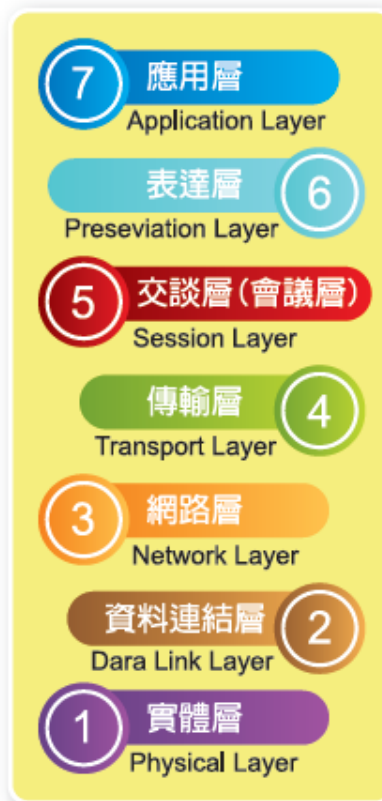 7 應用層
Application Layer
表達層 6
Preseviation Layer
5 交談層(會議層)
Session Layer
傳輸層 4
Transport Layer
3 網路層
Network Layer
資料連結層 2
Dara Link Layer
1 實體層
Physical Layer